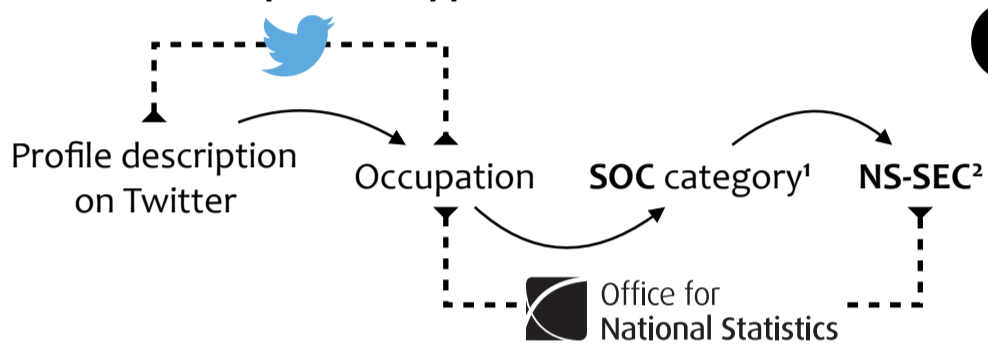 Profile description
on Twitter
Occupation
SOC category¹
NS-SEC²
Office for
National Statistics